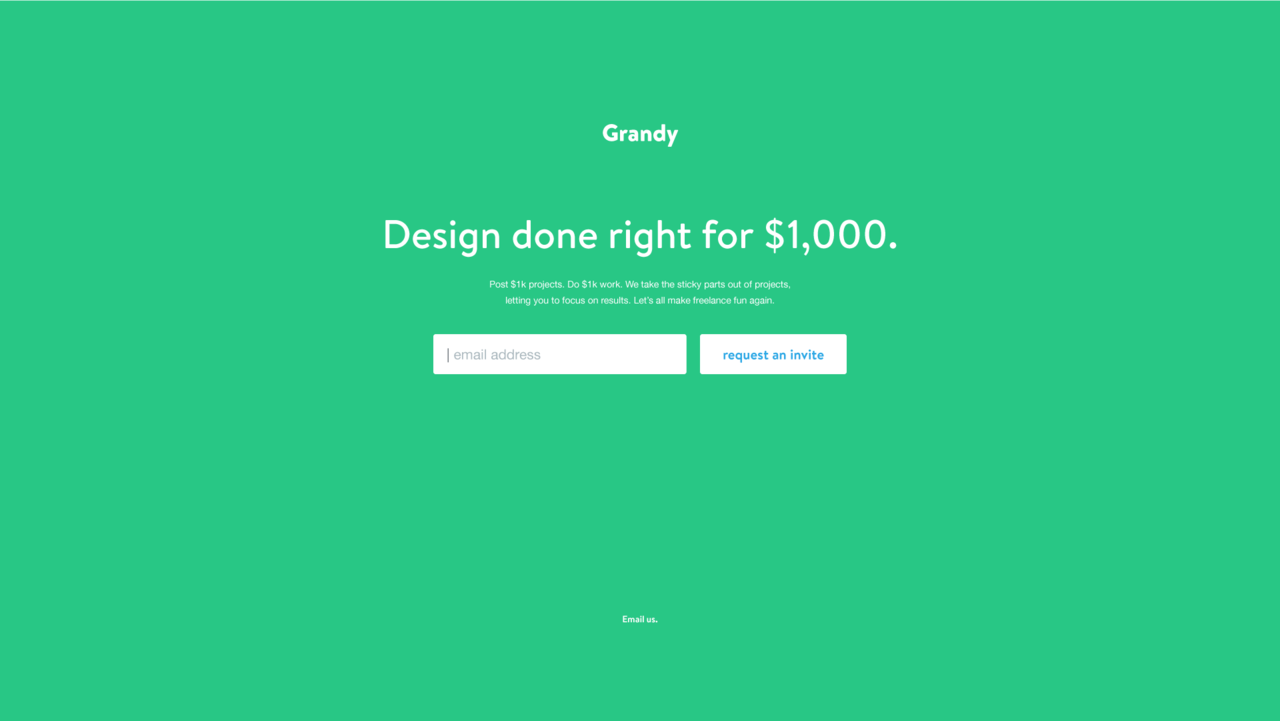 Grandy
Design done right for $1,000.
Post $1k projects. Do $1k work. We take the sticky parts out of projects,
letting you to focus on results. Let's all make freelance fun again.
email address
request an invite
Email us.